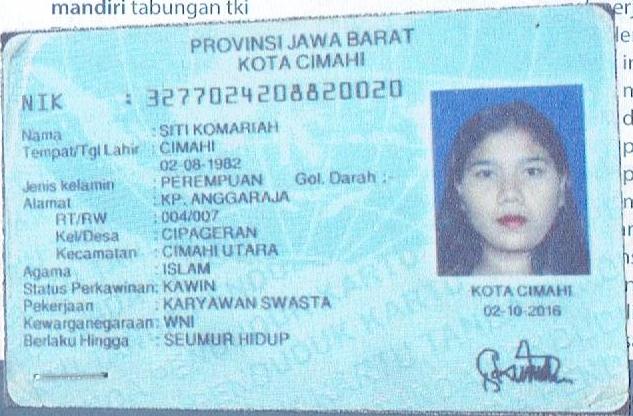 mandiri tabungan tki
PROVINSI JAWA BARAT
KOTA CIMAHI
NIK : 3277024208820020
Nama : SITI KOMARIAH
Tempat/Tgl Lahir : CIMAHI
02-08-1982
Jenis kelamin : PEREMPUAN Gol. Darah :-
Alamat : KP. ANGGARAJA
RT/RW : 004/007
Kel/Desa : CIPAGERAN
Kecamatan : CIMAHI UTARA
Agama : ISLAM
Status Perkawinan: KAWIN
Pekerjaan : KARYAWAN SWASTA
Kewarganegaraan: WNI
Berlaku Hingga : SEUMUR HIDUP
KOTA CIMAHI
02-10-2016